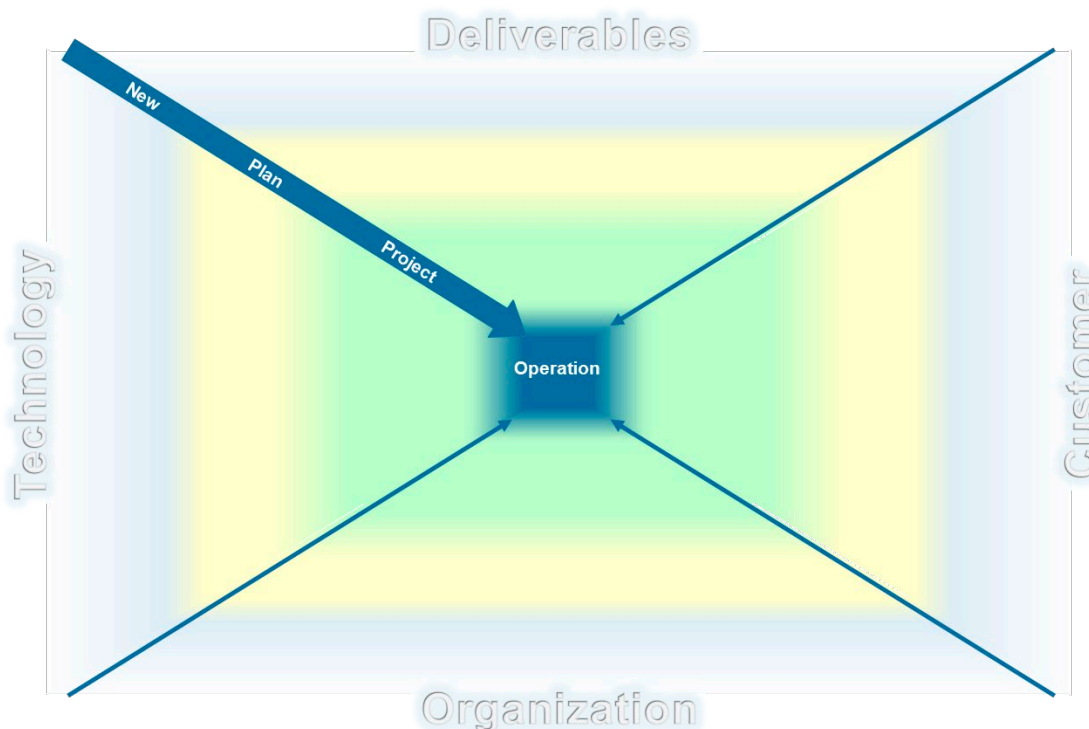 Deliverables
New
Plan
Project
Technology
Customer
Operation
Organization